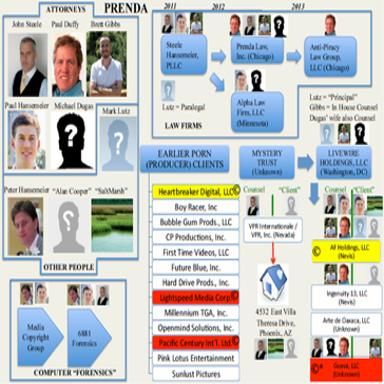 ATTORNEYS
PRENDA
John Steele
Paul Duffy
Brett Gibbs
Paul Hansemeier
Michael Dugas
Mark Lutz
Peter Hansemeier
"Alan Cooper"
"SaltMarsh"
OTHER PEOPLE
2011
2012
2013
Steele
Hansemeier,
PLLC
Prenda Law,
Inc. (Chicago)
Anti-Piracy
Law Group,
LLC (Chicago)
Lutz = Paralegal
Alpha Law
Firm, LLC
(Minnesota)
Lutz = "Principal"
Gibbs = In House Counsel
Dugas' wife also Counsel
LAW FIRMS
EARLIER PORN
(PRODUCER) CLIENTS
MYSTERY
TRUST
(Unknown)
LIVEWIRE
HOLDINGS, LLC
(Washington, DC)
Heartbreaker Digital, LLC©
Boy Racer, Inc
Bubble Gum Prods., LLC
CP Productions, Inc.
First Time Videos, LLC
Future Blue, Inc.
Hard Drive Prods., Inc.
Lightspeed Media Corp.©
Millennium TGA, Inc.
Openmind Solutions, Inc.
Pacific Century Int'l. Ltd©
Pink Lotus Entertainment
Sunlust Pictures
Counsel
"Client"
VPR Internationale /
VPR, Inc. (Nevada)
4532 East Villa
Theresa Drive,
Phoenix, AZ
Counsel
"Client"
©
AF Holdings, LLC
(Nevis)
Ingenuity 13, LLC
(Nevis)
Arte de Oaxaca, LLC
(Unknown)
©
Guava, LLC
(Unknown)
Media
Copyright
Group
6881
Forensics
COMPUTER "FORENSICS"